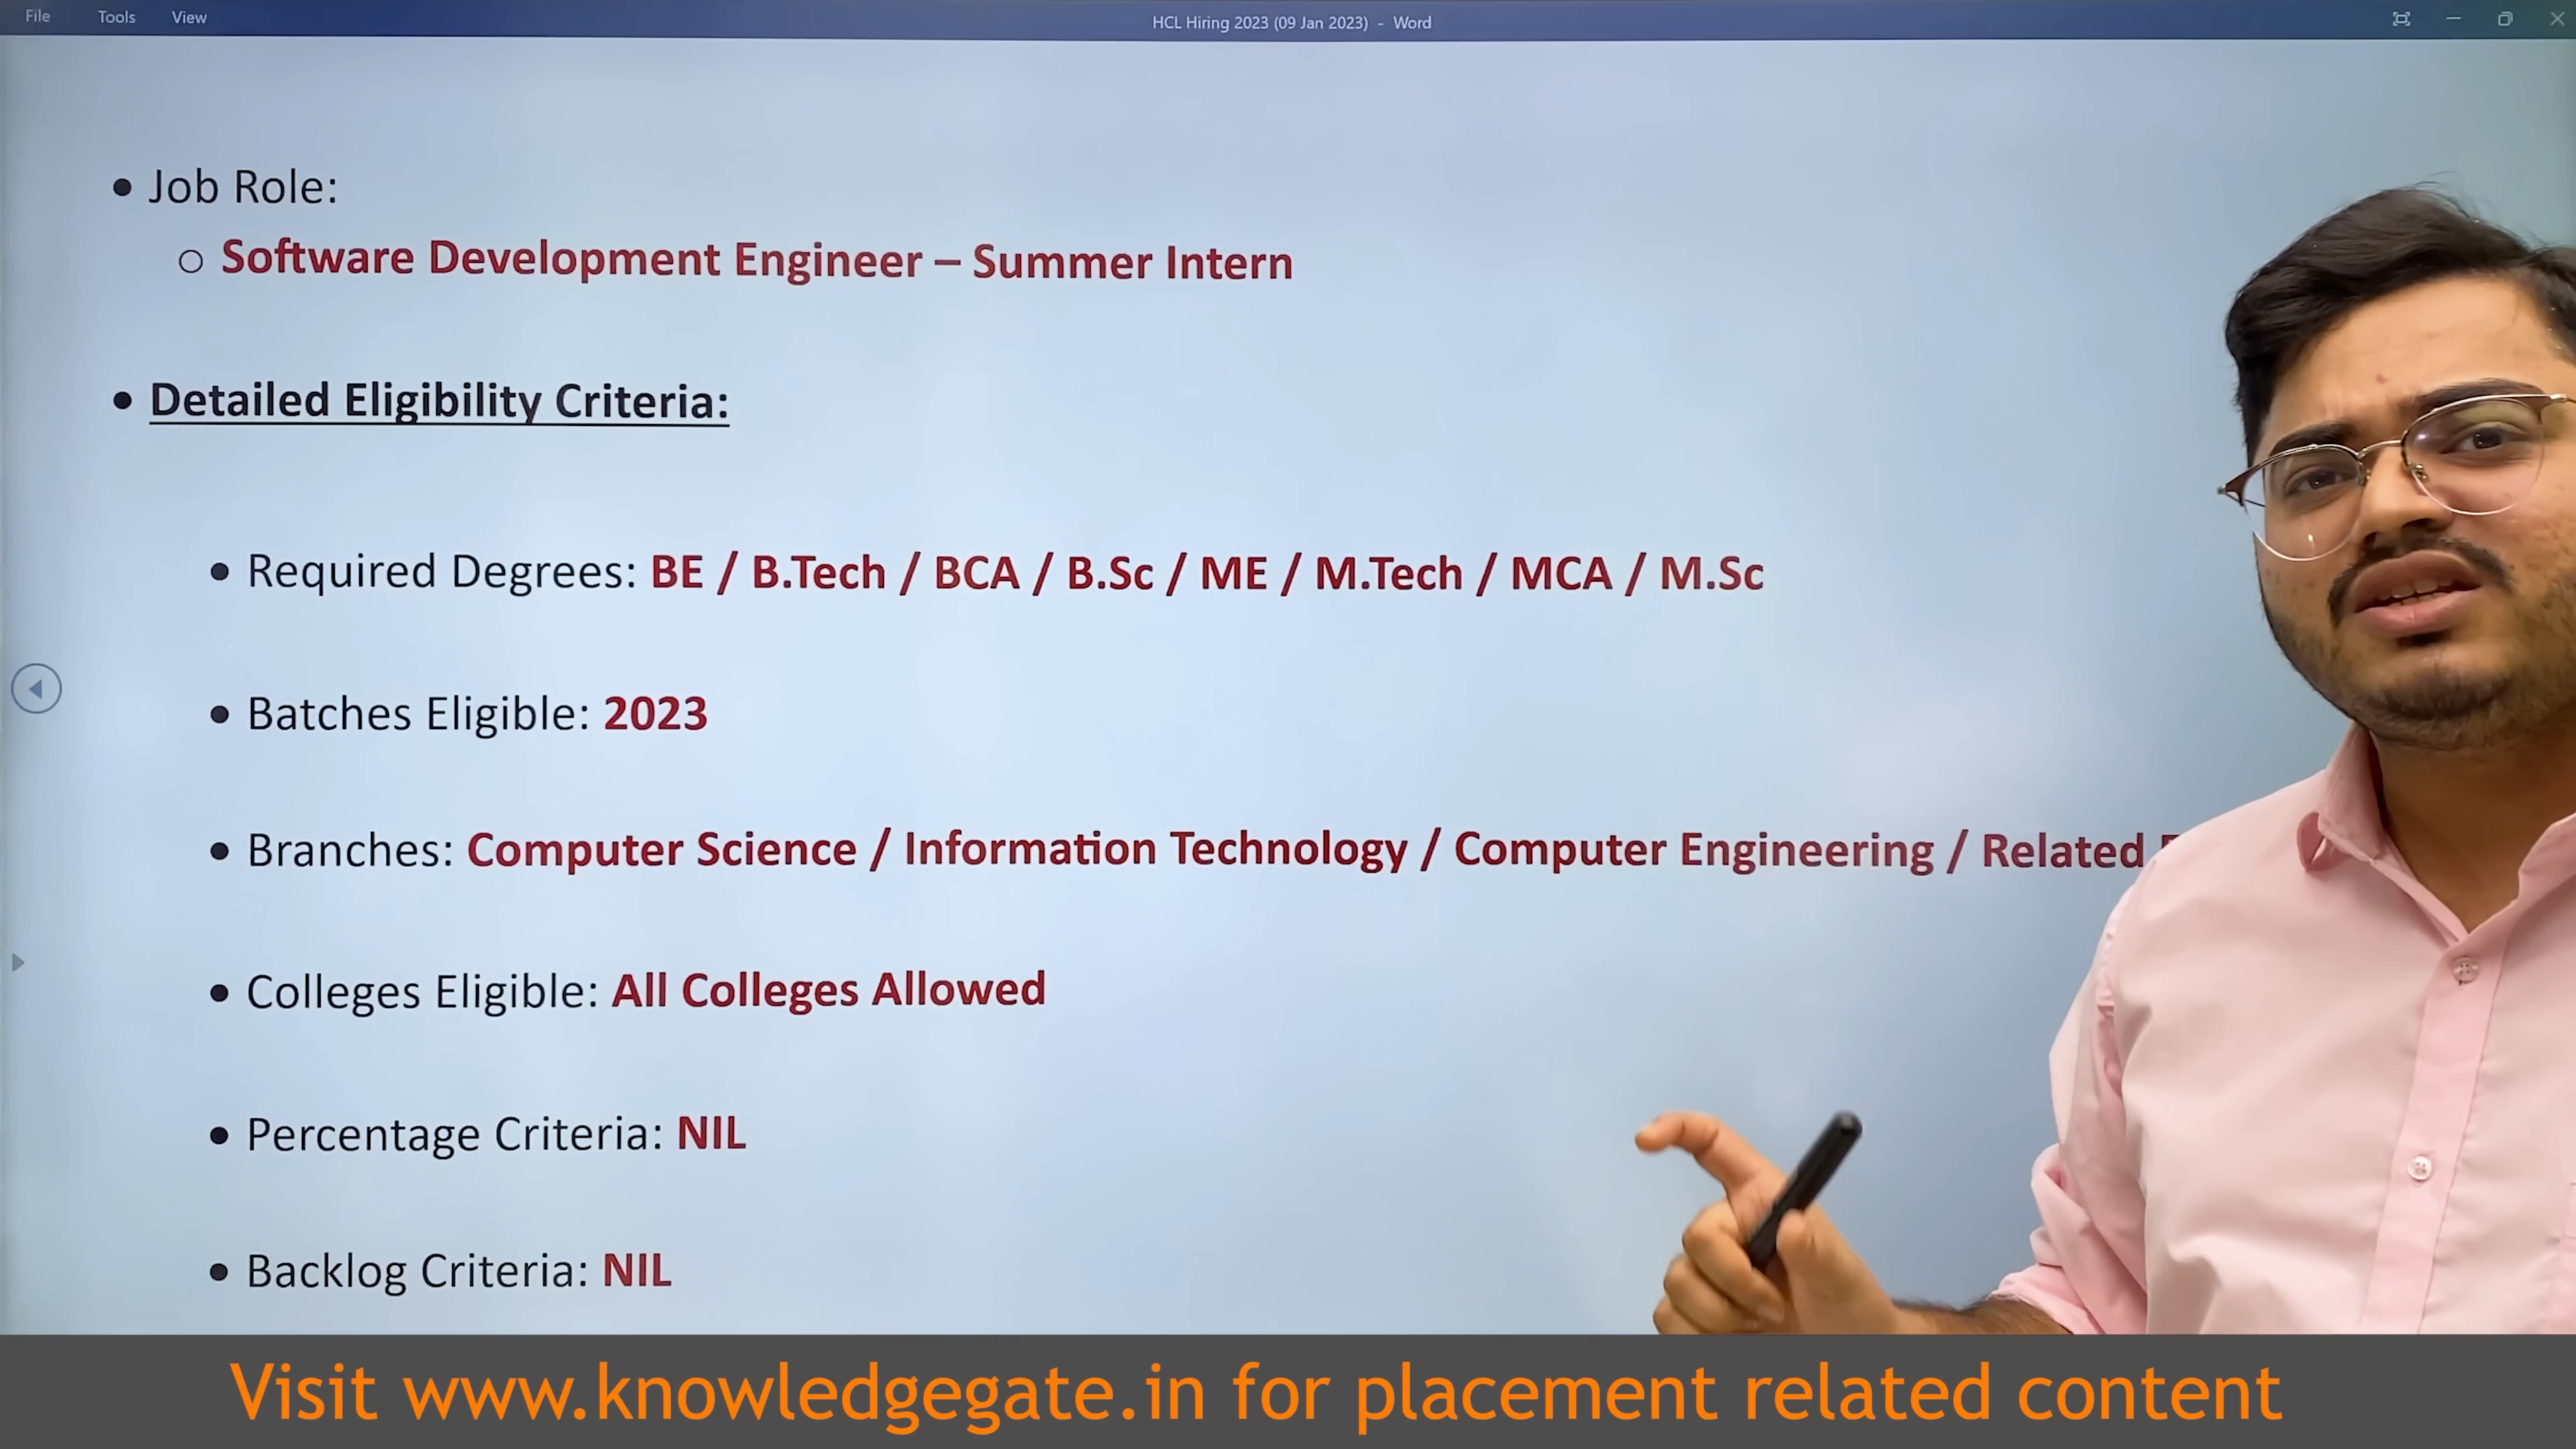 File Tools View
HCL Hiring 2023 (09 Jan 2023) - Word
• Job Role:
○ Software Development Engineer – Summer Intern
• Detailed Eligibility Criteria:
• Required Degrees: BE / B.Tech / BCA / B.Sc / ME / M.Tech / MCA / M.Sc
• Batches Eligible: 2023
• Branches: Computer Science / Information Technology / Computer Engineering / Related
• Colleges Eligible: All Colleges Allowed
• Percentage Criteria: NIL
• Backlog Criteria: NIL
Visit www.knowledgegate.in for placement related content